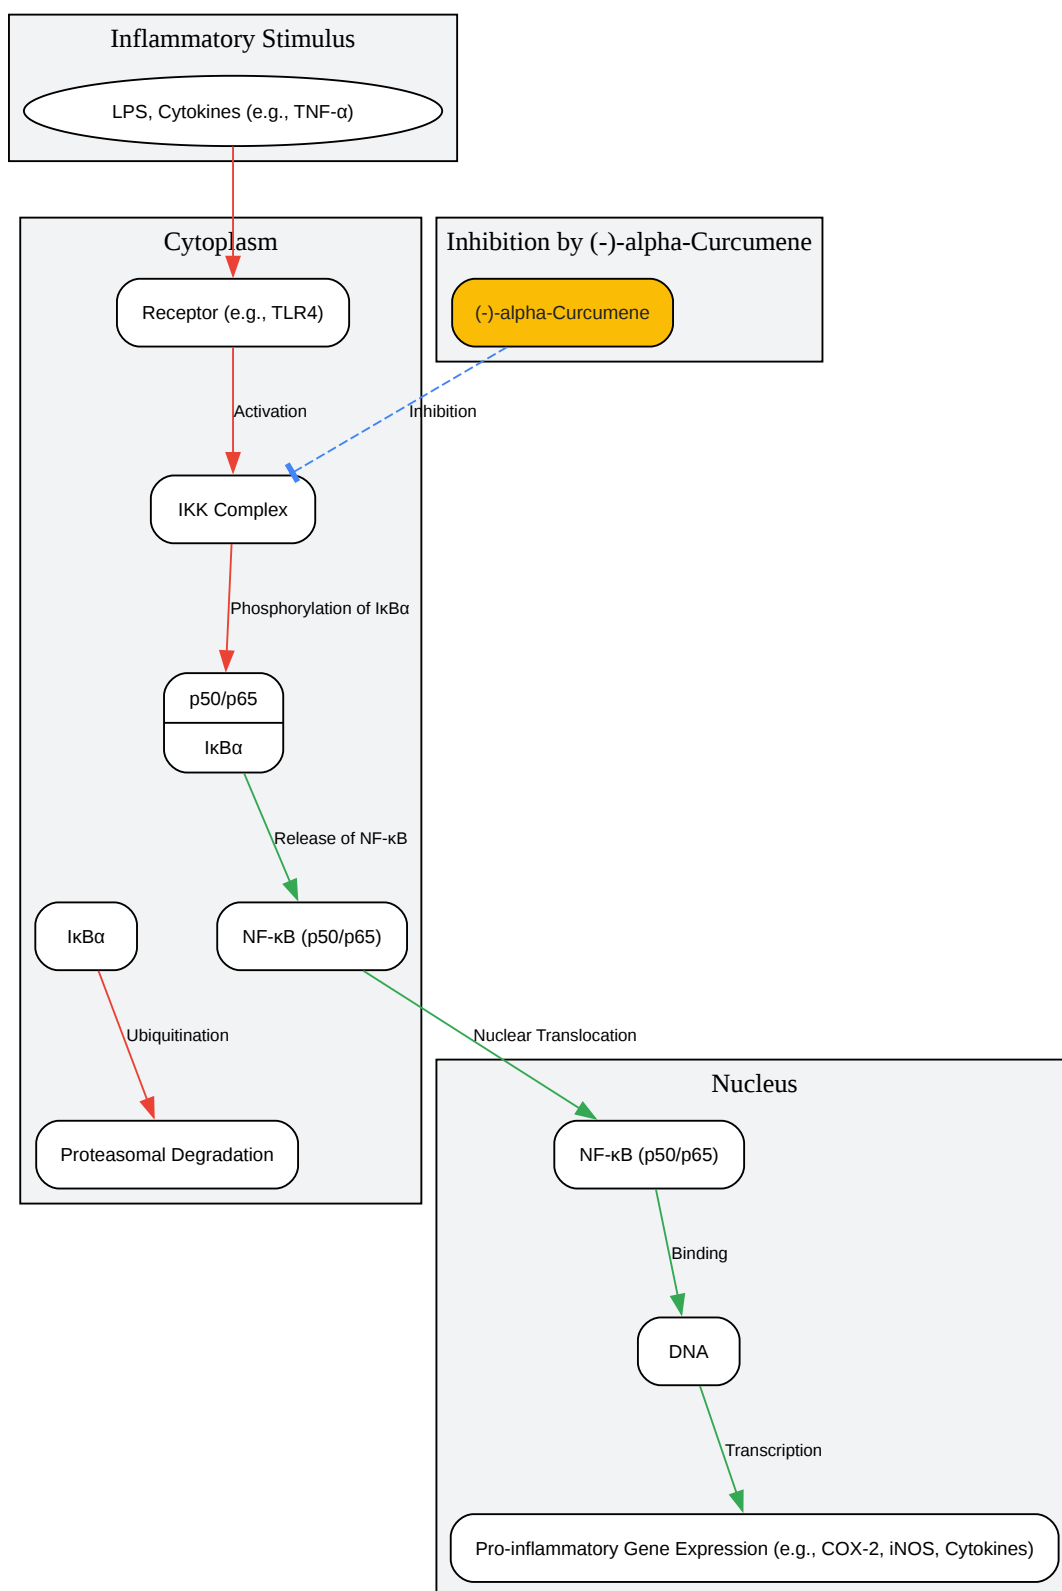 Inflammatory Stimulus
LPS, Cytokines (e.g., TNF-α)
Cytoplasm
Inhibition by (-)-alpha-Curcumene
Receptor (e.g., TLR4)
(-)-alpha-Curcumene
Activation
Inhibition
IKK Complex
Phosphorylation of IκBα
p50/p65
IκBα
Release of NF-κB
IκBα
NF-κB (p50/p65)
Ubiquitination
Nuclear Translocation
Nucleus
Proteasomal Degradation
NF-κB (p50/p65)
Binding
DNA
Transcription
Pro-inflammatory Gene Expression (e.g., COX-2, iNOS, Cytokines)